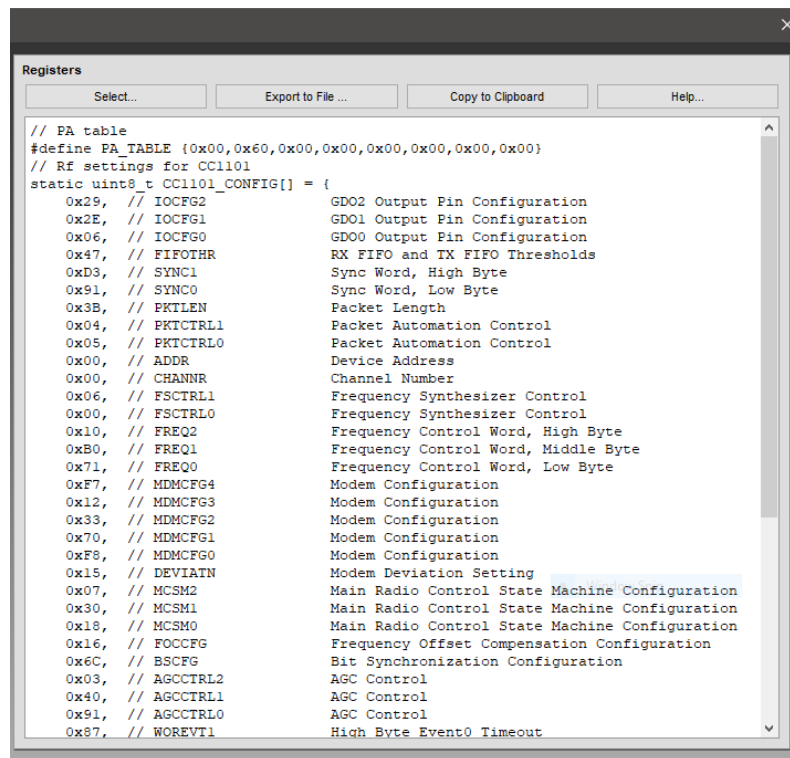 Registers
Select... Export to File ... Copy to Clipboard Help...
// PA table
#define PA_TABLE {0x00,0x60,0x00,0x00,0x00,0x00,0x00,0x00}
// Rf settings for CC1101
static uint8_t CC1101_CONFIG[] = {
0x29, // IOCFG2 GDO2 Output Pin Configuration
0x2E, // IOCFG1 GDO1 Output Pin Configuration
0x06, // IOCFG0 GDO0 Output Pin Configuration
0x47, // FIFOTHR RX FIFO and TX FIFO Thresholds
0xD3, // SYNC1 Sync Word, High Byte
0x91, // SYNC0 Sync Word, Low Byte
0x3B, // PKTLEN Packet Length
0x04, // PKTCTRL1 Packet Automation Control
0x05, // PKTCTRL0 Packet Automation Control
0x00, // ADDR Device Address
0x00, // CHANNR Channel Number
0x06, // FSCTRL1 Frequency Synthesizer Control
0x00, // FSCTRL0 Frequency Synthesizer Control
0x10, // FREQ2 Frequency Control Word, High Byte
0xB0, // FREQ1 Frequency Control Word, Middle Byte
0x71, // FREQ0 Frequency Control Word, Low Byte
0xF7, // MDMCFG4 Modem Configuration
0x12, // MDMCFG3 Modem Configuration
0x33, // MDMCFG2 Modem Configuration
0x70, // MDMCFG1 Modem Configuration
0xF8, // MDMCFG0 Modem Configuration
0x15, // DEVIATN Modem Deviation Setting
0x07, // MCSM2 Main Radio Control State Machine Configuration
0x30, // MCSM1 Main Radio Control State Machine Configuration
0x18, // MCSM0 Main Radio Control State Machine Configuration
0x16, // FOCCFG Frequency Offset Compensation Configuration
0x6C, // BSCFG Bit Synchronization Configuration
0x03, // AGCCTRL2 AGC Control
0x40, // AGCCTRL1 AGC Control
0x91, // AGCCTRL0 AGC Control
0x87, // WOREVT1 High Byte Event0 Timeout